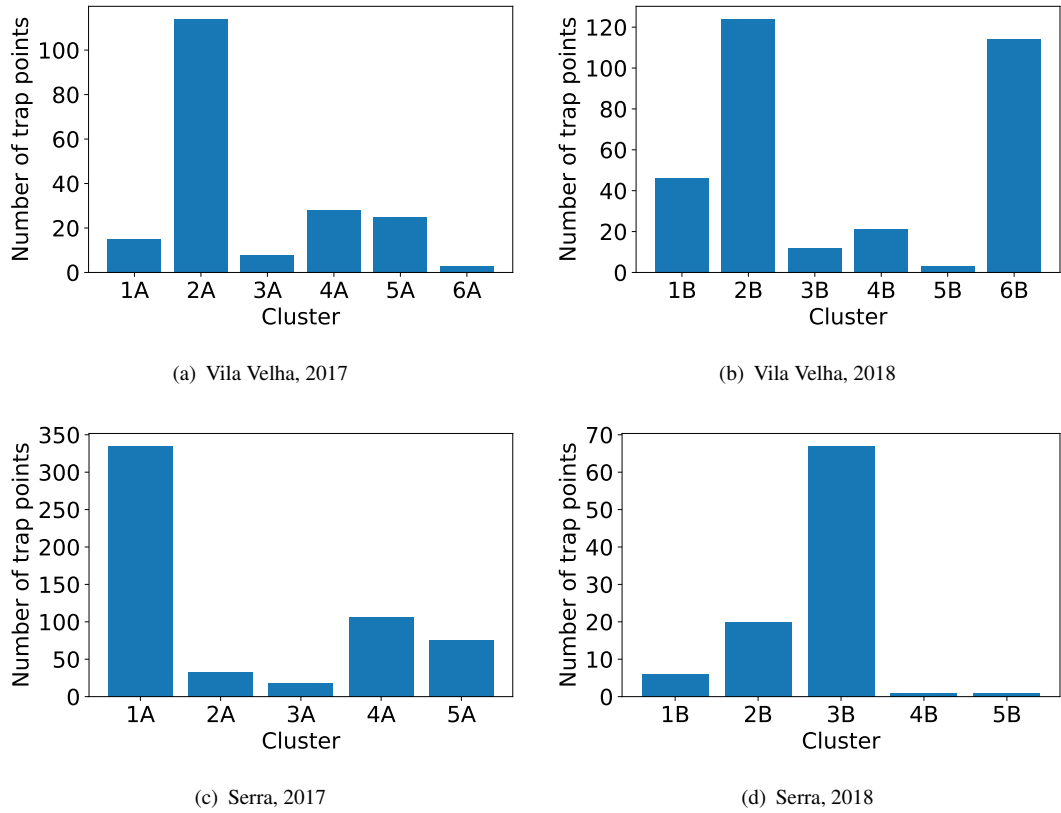 Number of trap points
100
80
60
40
20
0
1A 2A 3A 4A 5A 6A
Cluster
(a) Vila Velha, 2017
Number of trap points
120
100
80
60
40
20
0
1B 2B 3B 4B 5B 6B
Cluster
(b) Vila Velha, 2018
Number of trap points
350
300
250
200
150
100
50
0
1A 2A 3A 4A 5A
Cluster
(c) Serra, 2017
Number of trap points
70
60
50
40
30
20
10
0
1B 2B 3B 4B 5B
Cluster
(d) Serra, 2018